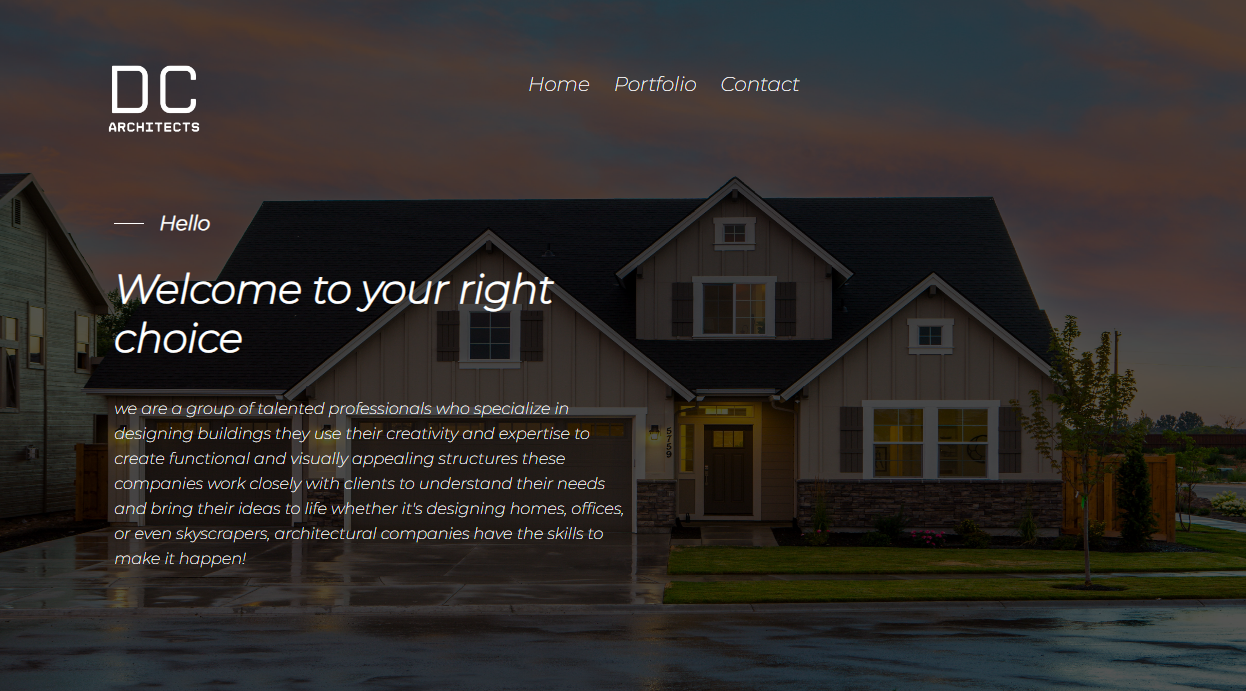 DC
ARCHITECTS
Home Portfolio Contact
Hello
Welcome to your right
choice
we are a group of talented professionals who specialize in
designing buildings they use their creativity and expertise to
create functional and visually appealing structures these
companies work closely with clients to understand their needs
and bring their ideas to life whether it's designing homes, offices,
or even skyscrapers, architectural companies have the skills to
make it happen!
5759